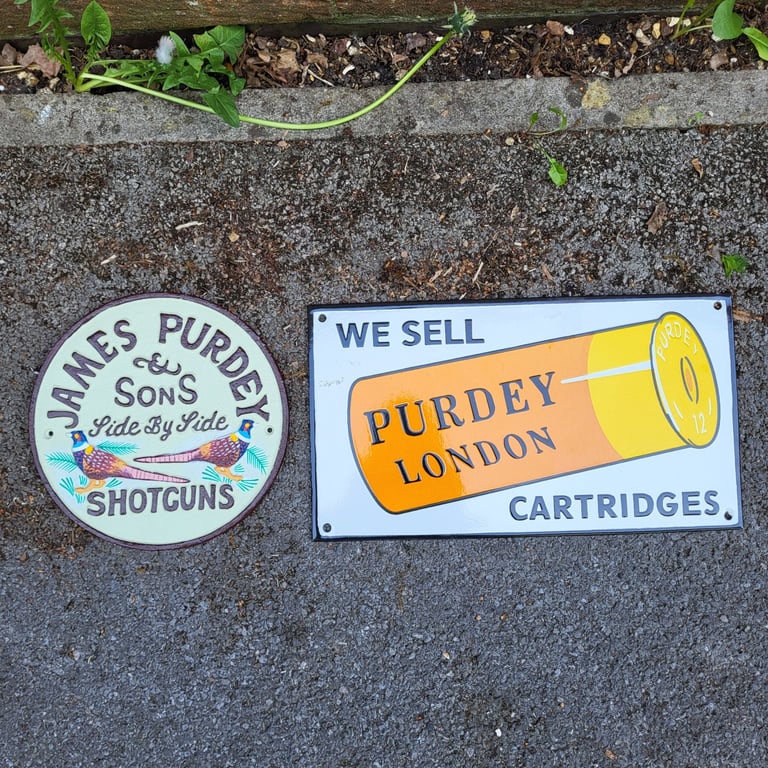 JAMES PURDEY
&
SONS
Side By Side
SHOTGUNS
WE SELL
PURDEY
LONDON
PURDEY
12
CARTRIDGES